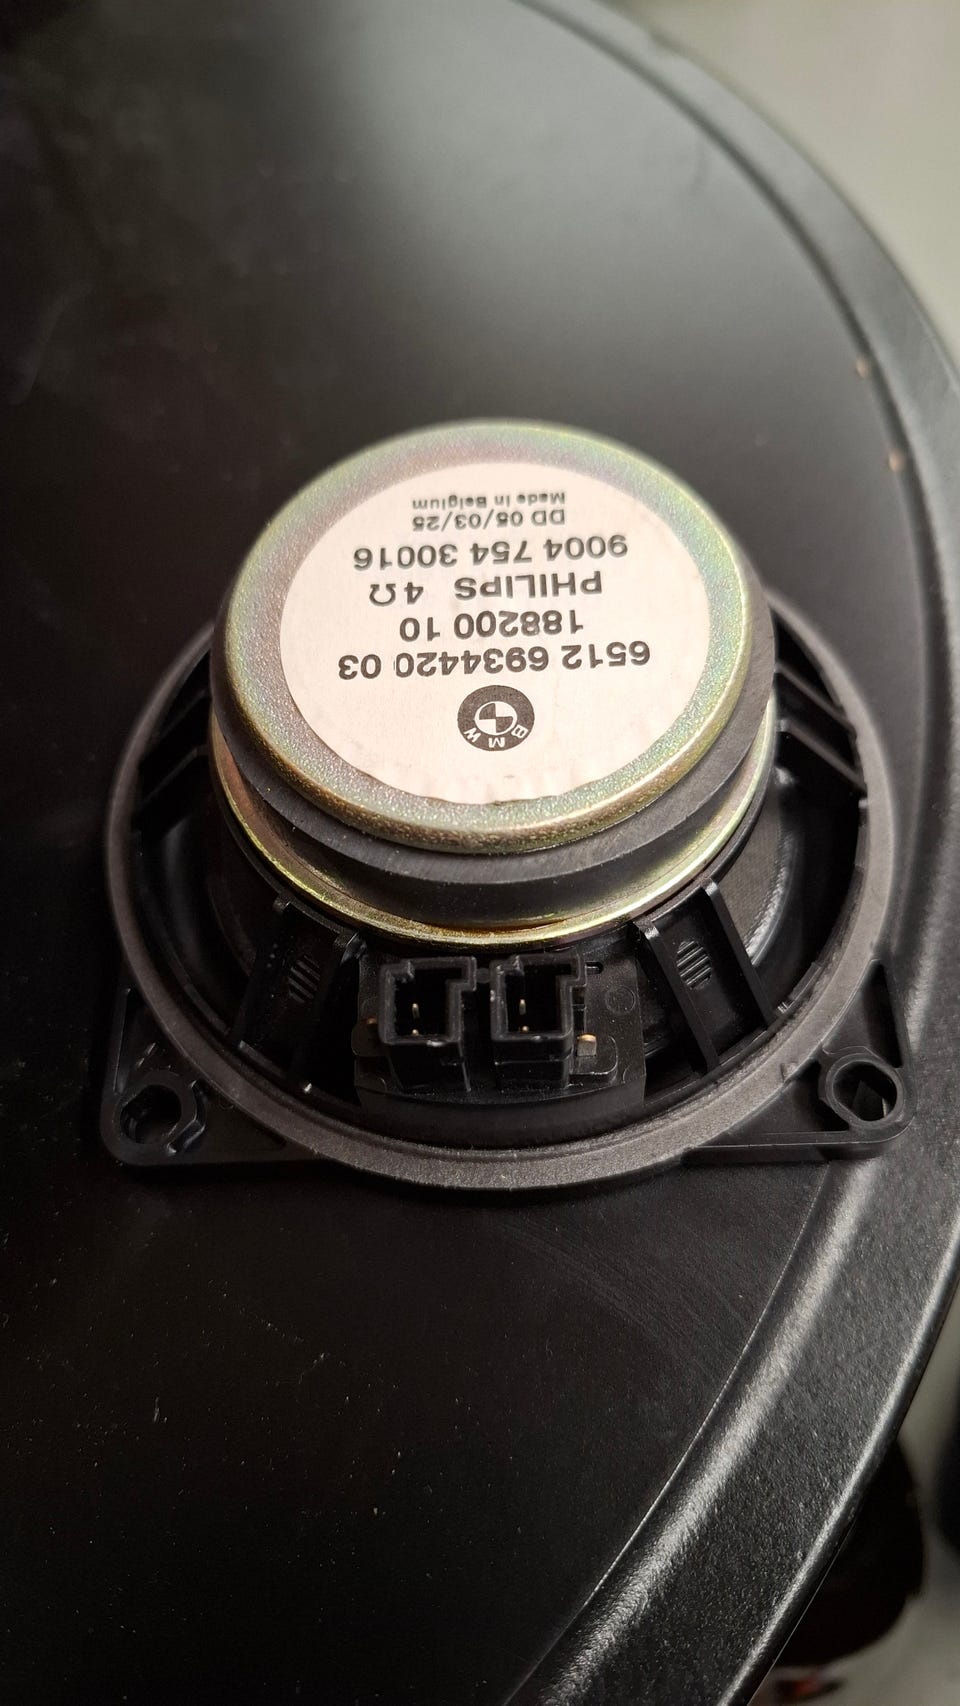 BMW
6512 6934420 03
188200 10
PHILIPS 4Ω
9004 754 30016
DD 05/03/25
Made in Belgium